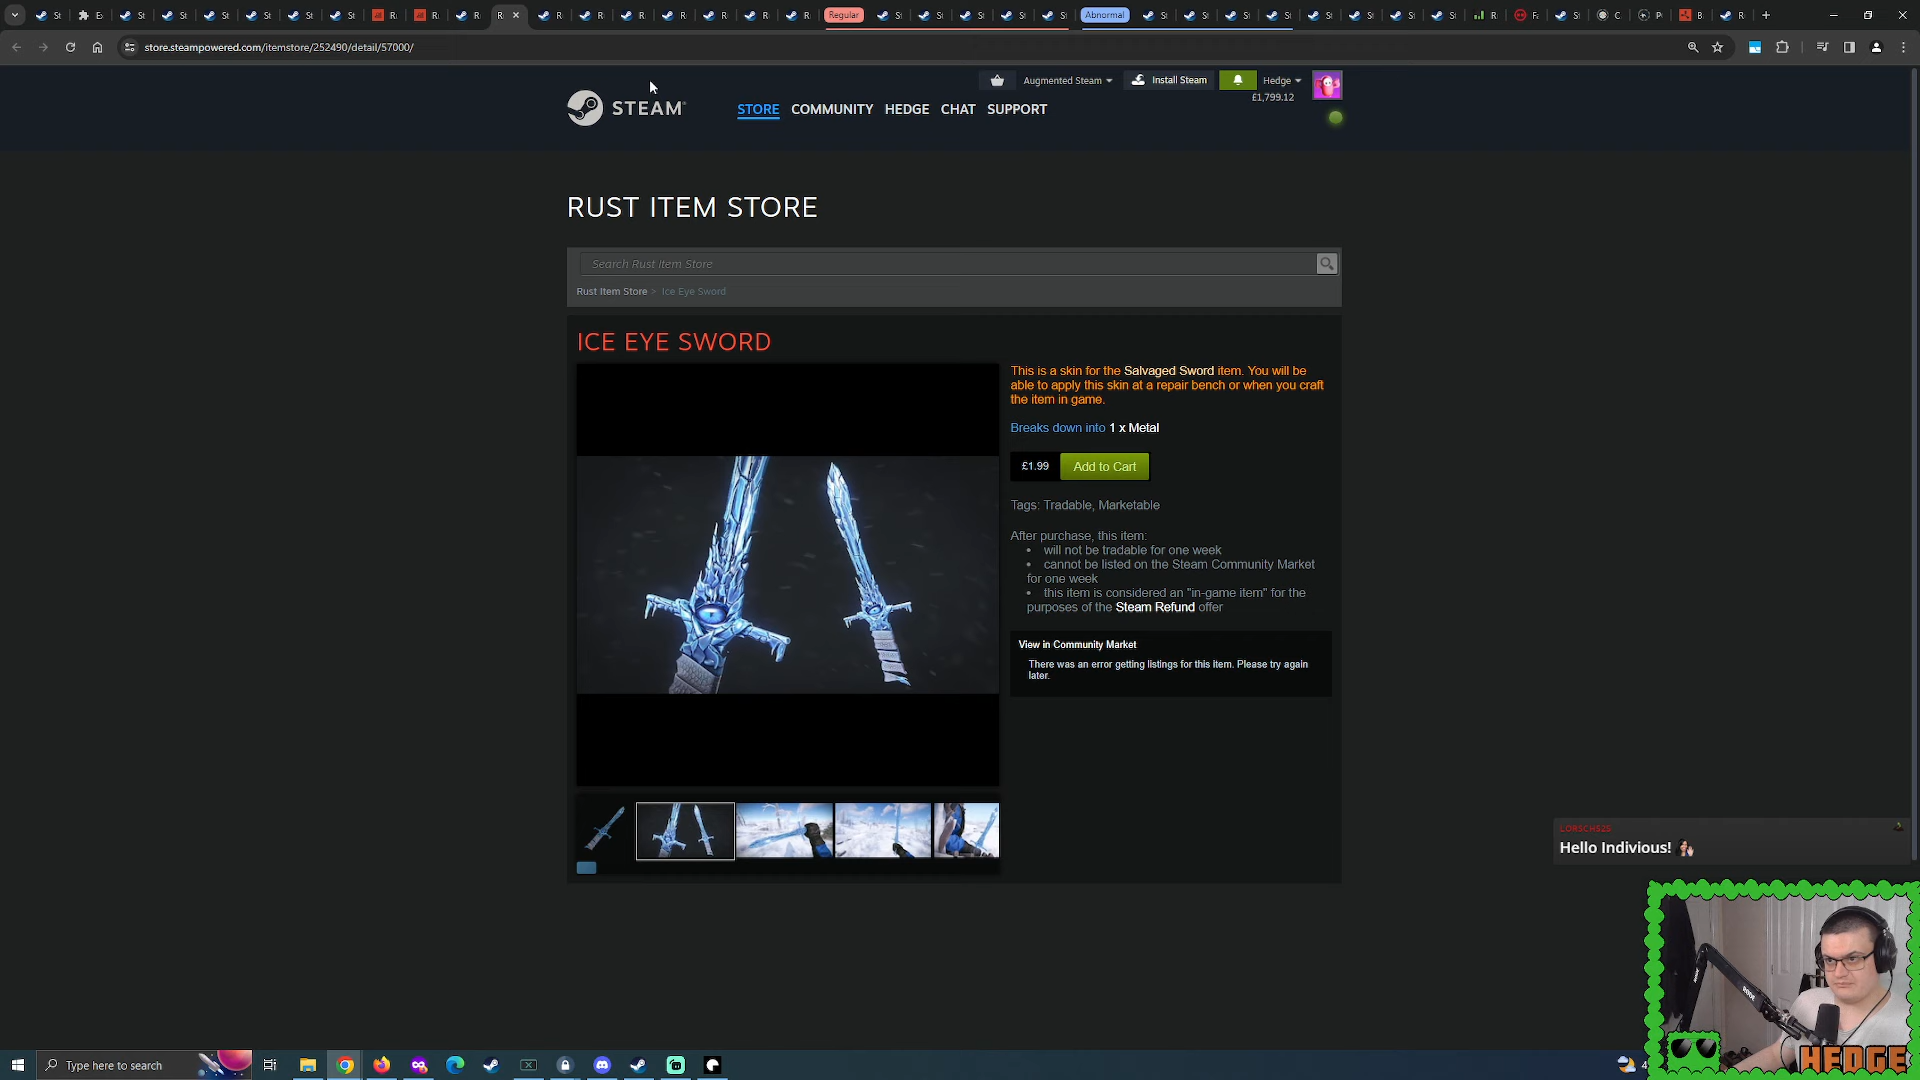 Regular
Abnormal
store.steampowered.com/itemstore/252490/detail/57000/
STEAM
STORE
COMMUNITY
HEDGE
CHAT
SUPPORT
Augmented Steam
Install Steam
Hedge
£1,799.12
RUST ITEM STORE
Search Rust Item Store
Rust Item Store > Ice Eye Sword
ICE EYE SWORD
This is a skin for the Salvaged Sword item. You will be
able to apply this skin at a repair bench or when you craft
the item in game.
Breaks down into 1 x Metal
£1.99
Add to Cart
Tags: Tradable, Marketable
After purchase, this item:
• will not be tradable for one week
• cannot be listed on the Steam Community Market
for one week
• this item is considered an "in-game item" for the
purposes of the Steam Refund offer
View in Community Market
There was an error getting listings for this item. Please try again
later.
LORSCH525
Hello Indivious!
HEDGE
Type here to search